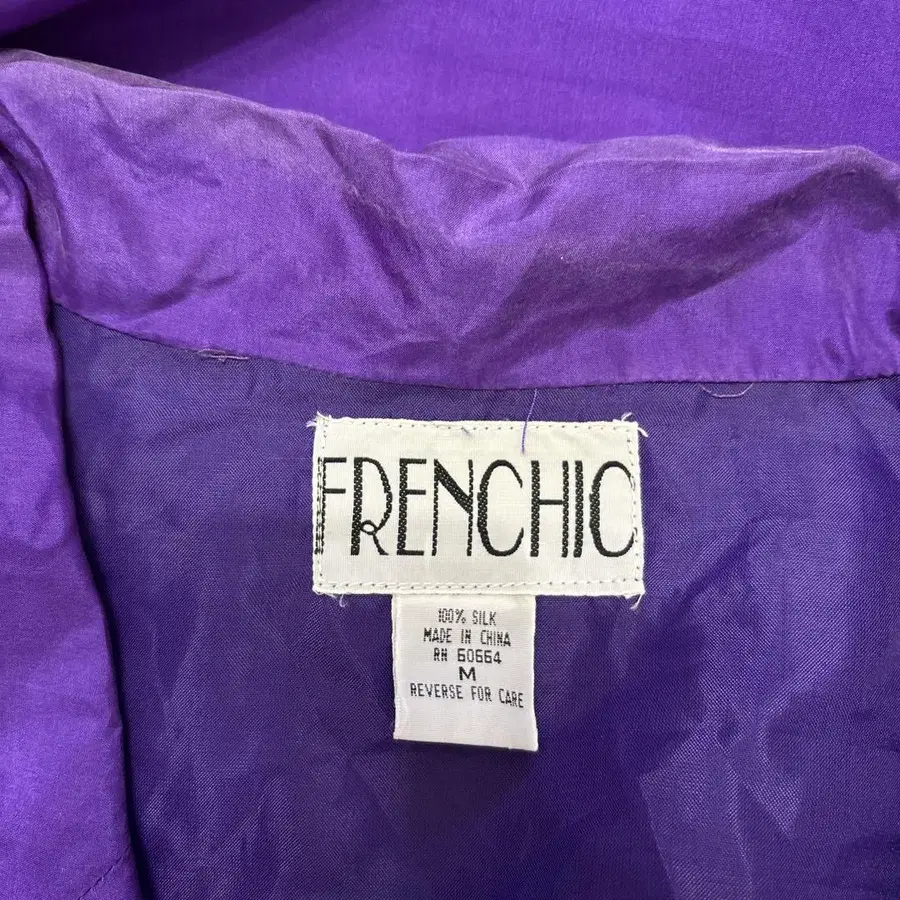 FRENCHIC
100% SILK
MADE IN CHINA
RN 60664
M
REVERSE FOR CARE